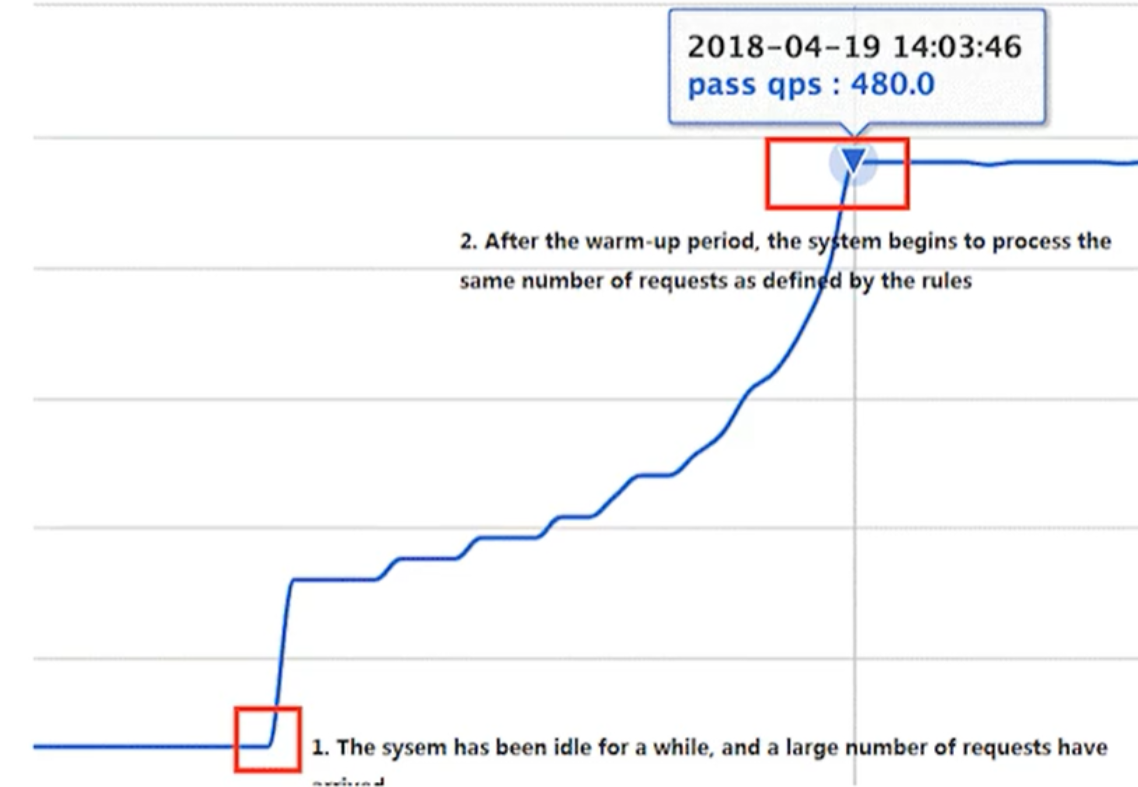 2018-04-19 14:03:46
pass qps : 480.0
2. After the warm-up period, the system begins to process the
same number of requests as defined by the rules
1. The sysem has been idle for a while, and a large number of requests have